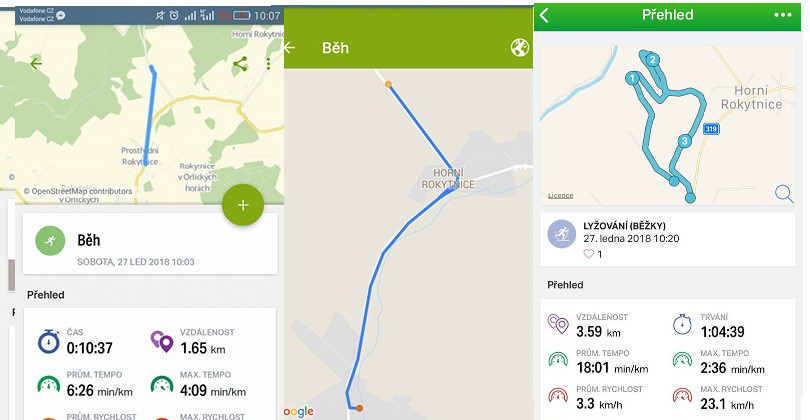 Vodafone CZ
Vodafone CZ
10:07
Horní Rokytnic
Prostřední
Rokytnice
Rokytnice
v Orlických
horách
© OpenStreetMap contributors
v Orlických
+
Běh
SOBOTA, 27 LED 2018 10:03
Přehled
ČAS
0:10:37
VZDÁLENOST
1.65 km
PRŮM. TEMPO
6:26 min/km
MAX. TEMPO
4:09 min/km
PRŮM. RYCHLOST
MAX. RYCHLOST
Běh
HORNÍ
ROKYTNICE
319
oogle
Přehled
1
2
3
Horní
Rokytnice
319
Licence
LYŽOVÁNÍ (BĚŽKY)
27. ledna 2018 10:20
1
Přehled
VZDÁLENOST
3.59 km
TRVÁNÍ
1:04:39
PRŮM. TEMPO
18:01 min/km
MAX. TEMPO
2:36 min/km
PRŮM. RYCHLOST
3.3 km/h
MAX. RYCHLOST
23.1 km/h